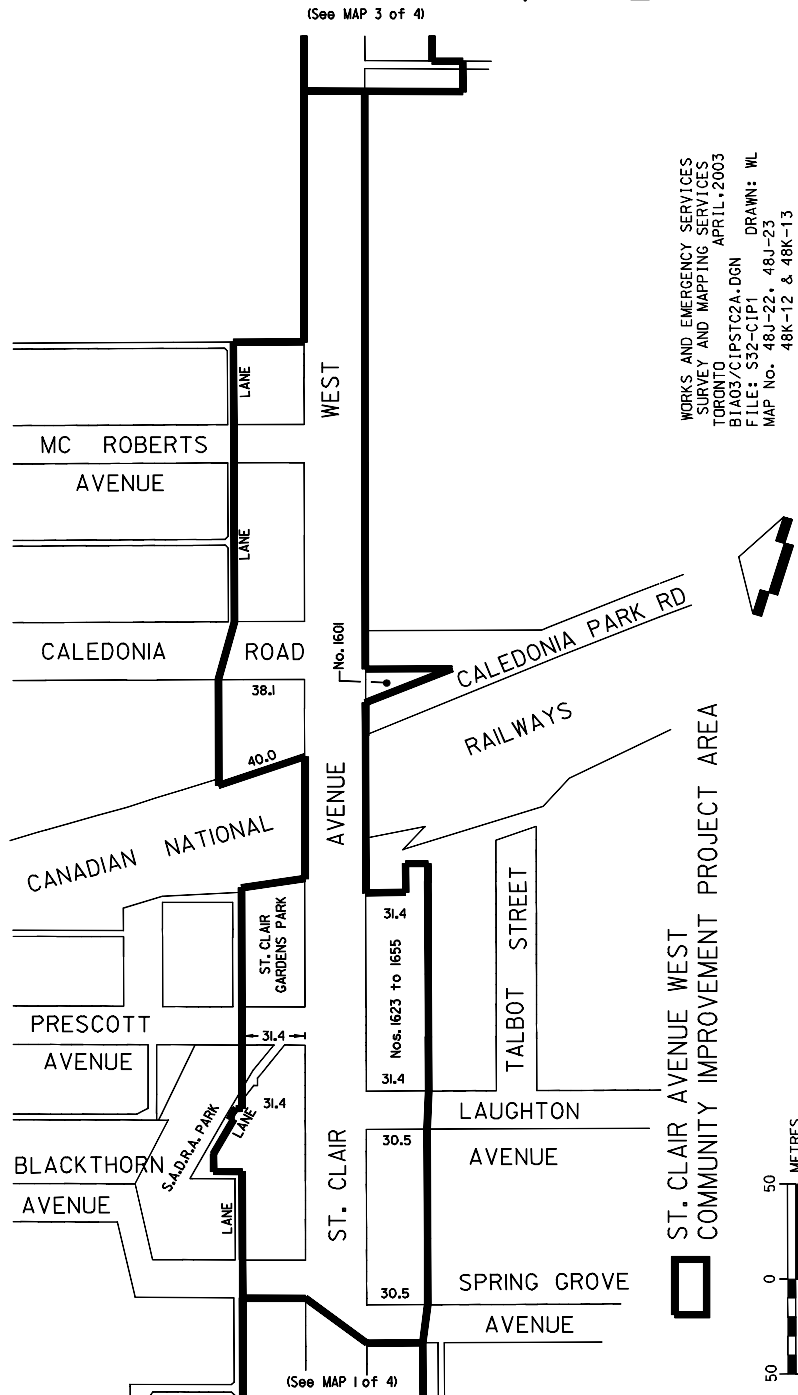 (See MAP 3 of 4)
WORKS AND EMERGENCY SERVICES
SURVEY AND MAPPING SERVICES
TORONTO APRIL,2003
BIA03/CIPSTC2A.DGN
FILE: S32-CIP1 DRAWN: WL
MAP No. 48J-22, 48J-23
48K-12 & 48K-13
LANE
WEST
MC ROBERTS
AVENUE
LANE
CALEDONIA ROAD
No. 1601
CALEDONIA PARK RD
38.1
RAILWAYS
40.0
AVENUE
CANADIAN NATIONAL
ST. CLAIR
GARDENS PARK
31.4
Nos. 1623 to 1655
TALBOT STREET
PRESCOTT
AVENUE
31.4
31.4
31.4
LANE
S.A.D.R.A. PARK
LAUGHTON
AVENUE
30.5
ST. CLAIR
BLACKTHORN
AVENUE
LANE
30.5
SPRING GROVE
AVENUE
ST. CLAIR AVENUE WEST
COMMUNITY IMPROVEMENT PROJECT AREA
METRES
50
0
50
(See MAP 1 of 4)